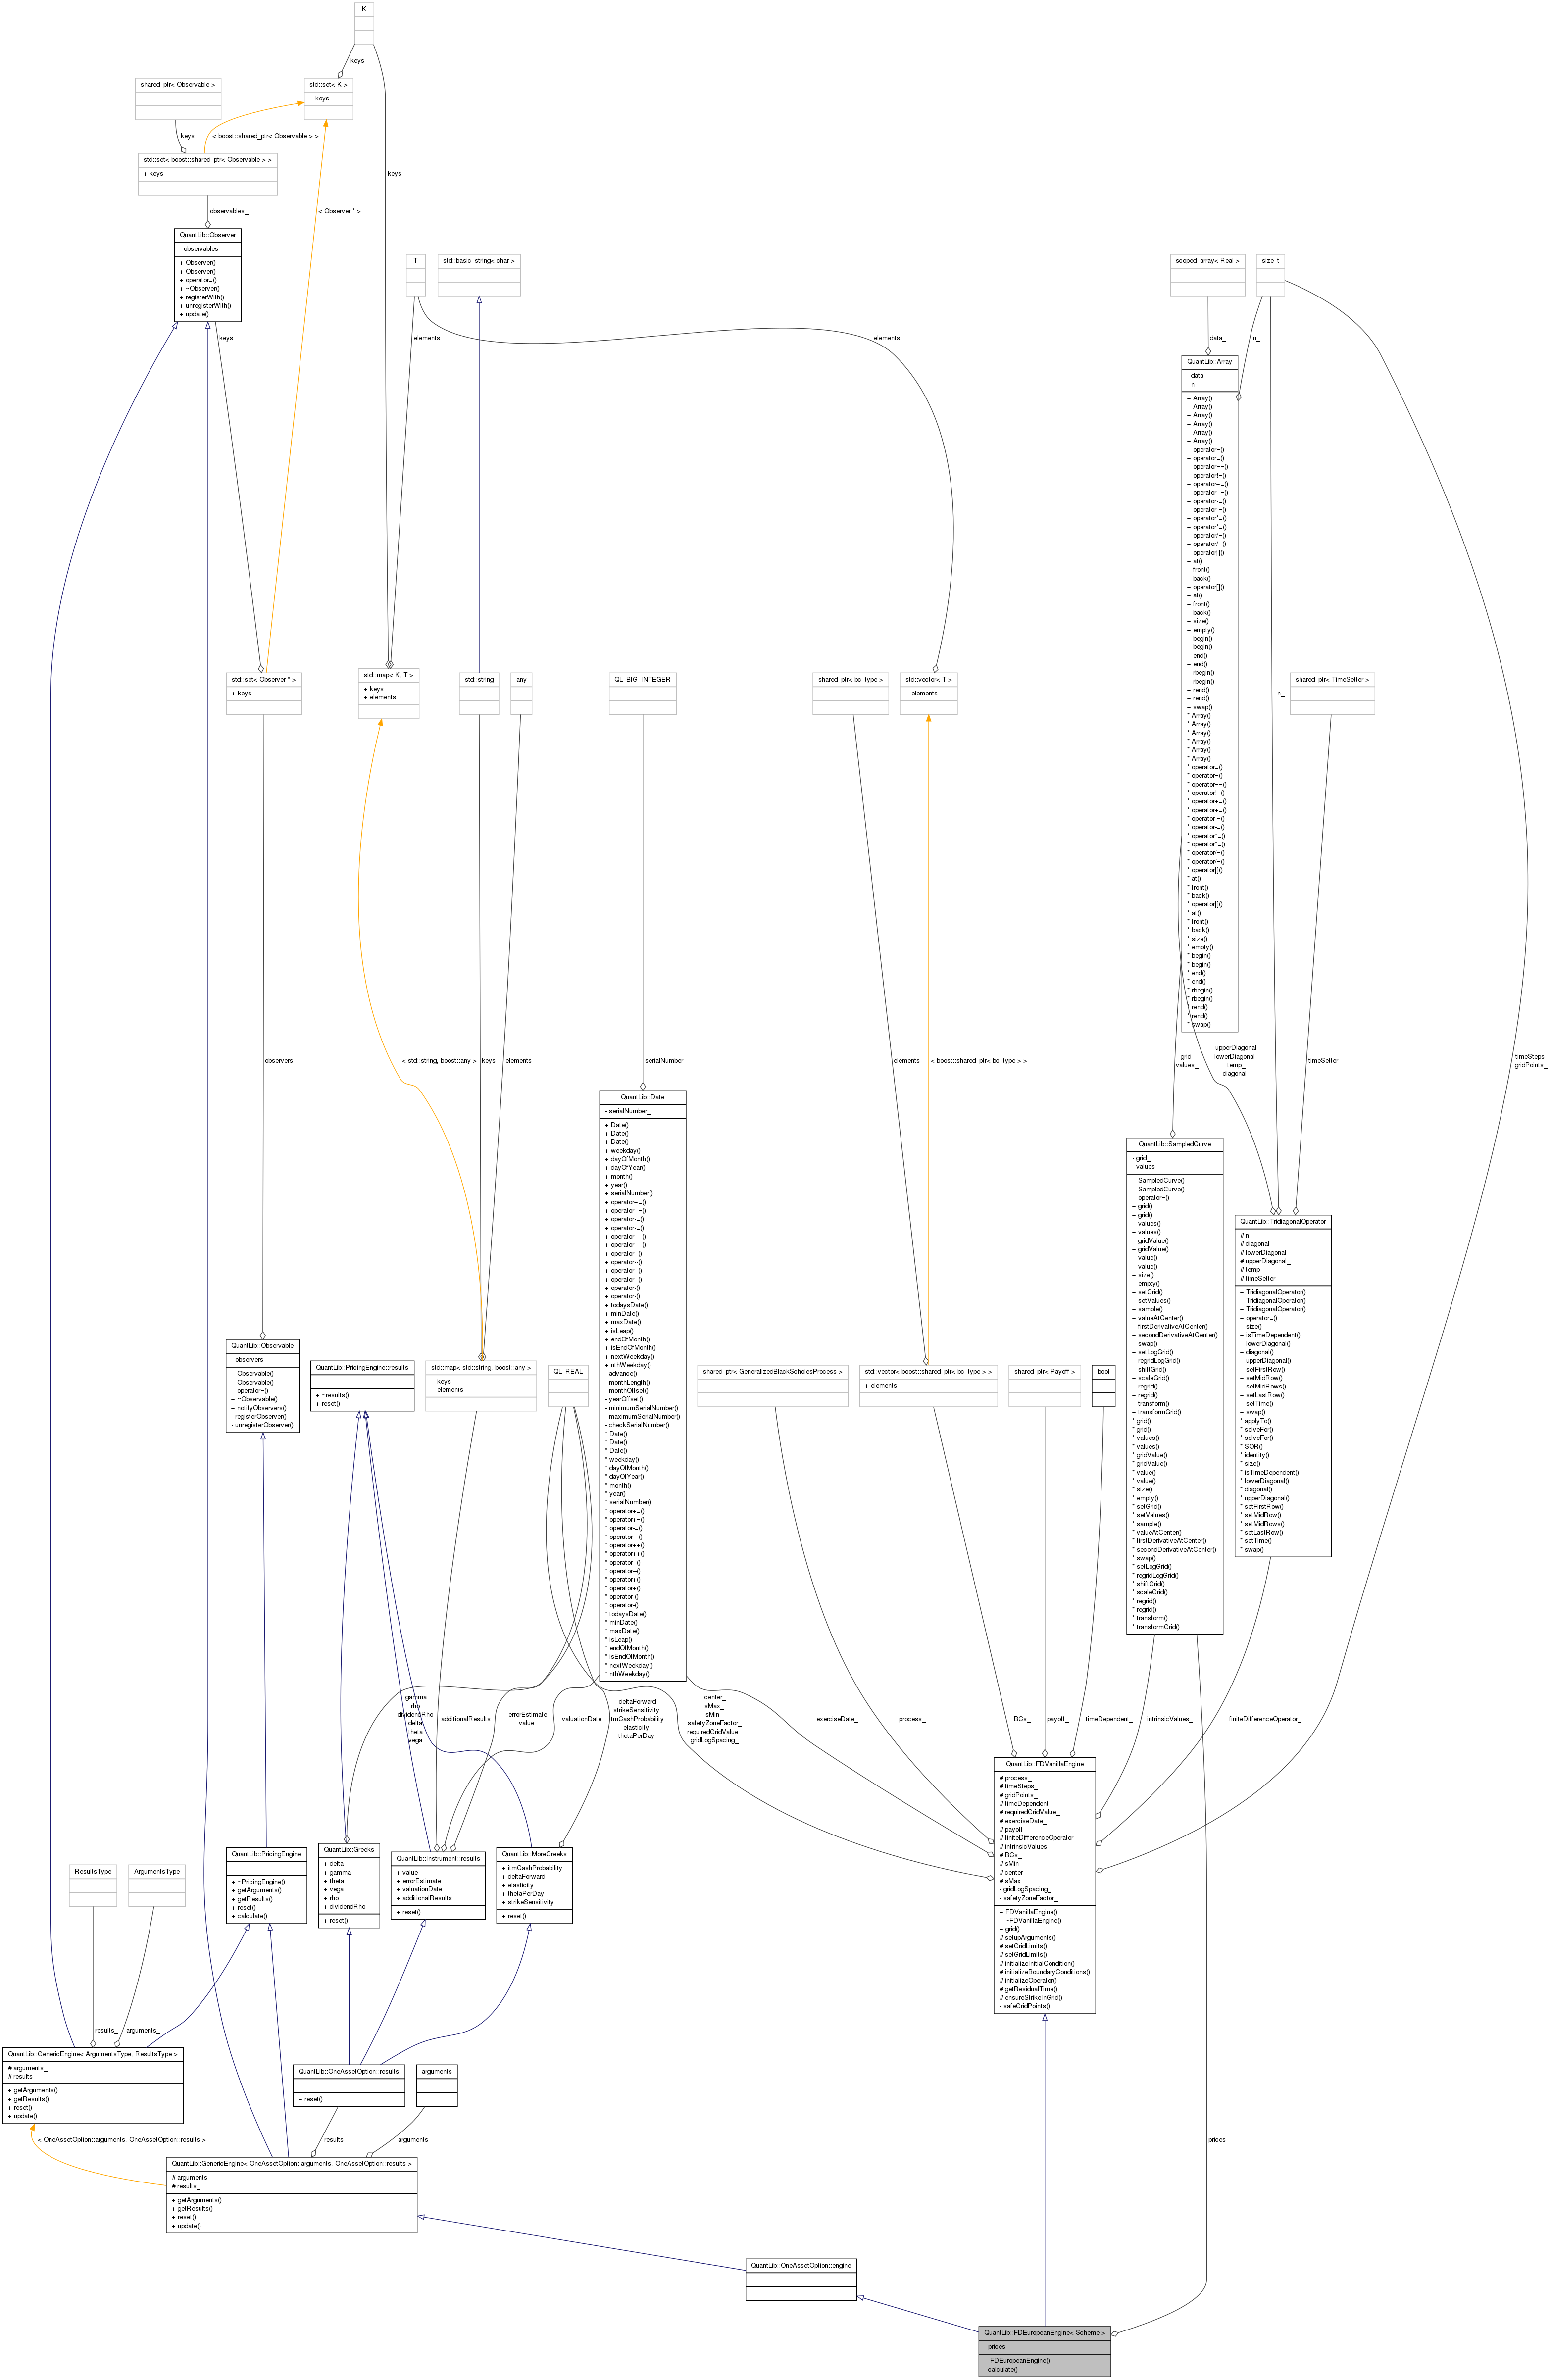 K
keys
shared_ptr< Observable >
std::set< K >
+ keys
keys
< boost::shared_ptr< Observable > >
std::set< boost::shared_ptr< Observable > >
+ keys
keys
observables_
< Observer * >
QuantLib::Observer
- observables_
+ Observer()
+ Observer()
+ operator=()
+ ~Observer()
+ registerWith()
+ unregisterWith()
+ update()
T
std::basic_string< char >
scoped_array< Real >
size_t
keys
elements
elements
data_
n_
QuantLib::Array
- data_
- n_
+ Array()
+ Array()
+ Array()
+ Array()
+ Array()
+ Array()
+ operator=()
+ operator=()
+ operator==()
+ operator!=()
+ operator+=()
+ operator+=()
+ operator-=()
+ operator-=()
+ operator*=()
+ operator*=()
+ operator/=()
+ operator/=()
+ operator[]()
+ at()
+ front()
+ back()
+ operator[]()
+ at()
+ front()
+ back()
+ size()
+ empty()
+ begin()
+ begin()
+ end()
+ end()
+ rbegin()
+ rbegin()
+ rend()
+ rend()
+ swap()
* Array()
* Array()
* Array()
* Array()
* Array()
* Array()
* operator=()
* operator=()
* operator==()
* operator!=()
* operator+=()
* operator+=()
* operator-=()
* operator-=()
* operator*=()
* operator*=()
* operator/=()
* operator/=()
* operator[]()
* at()
* front()
* back()
* operator[]()
* at()
* front()
* back()
* size()
* empty()
* begin()
* begin()
* end()
* end()
* rbegin()
* rbegin()
* rend()
* rend()
* swap()
std::set< Observer * >
+ keys
std::map< K, T >
+ keys
+ elements
std::string
any
QL_BIG_INTEGER
shared_ptr< bc_type >
std::vector< T >
+ elements
n_
shared_ptr< TimeSetter >
observers_
< std::string, boost::any >
keys
elements
serialNumber_
elements
< boost::shared_ptr< bc_type > >
grid_
values_
upperDiagonal_
lowerDiagonal_
temp_
diagonal_
timeSetter_
timeSteps_
gridPoints_
QuantLib::Date
- serialNumber_
+ Date()
+ Date()
+ Date()
+ weekday()
+ dayOfMonth()
+ dayOfYear()
+ month()
+ year()
+ serialNumber()
+ operator+=()
+ operator+=()
+ operator-=()
+ operator-=()
+ operator++()
+ operator++()
+ operator--()
+ operator--()
+ operator+()
+ operator+()
+ operator-()
+ operator-()
+ todaysDate()
+ minDate()
+ maxDate()
+ isLeap()
+ endOfMonth()
+ isEndOfMonth()
+ nextWeekday()
+ nthWeekday()
- advance()
- monthLength()
- monthOffset()
- yearOffset()
- minimumSerialNumber()
- maximumSerialNumber()
- checkSerialNumber()
* Date()
* Date()
* Date()
* weekday()
* dayOfMonth()
* dayOfYear()
* month()
* year()
* serialNumber()
* operator+=()
* operator+=()
* operator-=()
* operator-=()
* operator++()
* operator++()
* operator--()
* operator--()
* operator+()
* operator+()
* operator-()
* operator-()
* todaysDate()
* minDate()
* maxDate()
* isLeap()
* endOfMonth()
* isEndOfMonth()
* nextWeekday()
* nthWeekday()
QuantLib::SampledCurve
- grid_
- values_
+ SampledCurve()
+ SampledCurve()
+ operator=()
+ grid()
+ grid()
+ values()
+ values()
+ gridValue()
+ gridValue()
+ value()
+ value()
+ size()
+ empty()
+ setGrid()
+ setValues()
+ sample()
+ valueAtCenter()
+ firstDerivativeAtCenter()
+ secondDerivativeAtCenter()
+ swap()
+ setLogGrid()
+ regridLogGrid()
+ shiftGrid()
+ scaleGrid()
+ regrid()
+ regrid()
+ transform()
+ transformGrid()
* grid()
* grid()
* values()
* values()
* gridValue()
* gridValue()
* value()
* value()
* size()
* empty()
* setGrid()
* setValues()
* sample()
* valueAtCenter()
* firstDerivativeAtCenter()
* secondDerivativeAtCenter()
* swap()
* setLogGrid()
* regridLogGrid()
* shiftGrid()
* scaleGrid()
* regrid()
* regrid()
* transform()
* transformGrid()
QuantLib::TridiagonalOperator
# n_
# diagonal_
# lowerDiagonal_
# upperDiagonal_
# temp_
# timeSetter_
+ TridiagonalOperator()
+ TridiagonalOperator()
+ TridiagonalOperator()
+ operator=()
+ size()
+ isTimeDependent()
+ lowerDiagonal()
+ diagonal()
+ upperDiagonal()
+ setFirstRow()
+ setMidRow()
+ setMidRows()
+ setLastRow()
+ setTime()
+ swap()
* applyTo()
* solveFor()
* solveFor()
* SOR()
* identity()
* size()
* isTimeDependent()
* lowerDiagonal()
* diagonal()
* upperDiagonal()
* setFirstRow()
* setMidRow()
* setMidRows()
* setLastRow()
* setTime()
* swap()
QuantLib::Observable
- observers_
+ Observable()
+ Observable()
+ operator=()
+ ~Observable()
+ notifyObservers()
- registerObserver()
- unregisterObserver()
QuantLib::PricingEngine::results
+ ~results()
+ reset()
std::map< std::string, boost::any >
+ keys
+ elements
QL_REAL
shared_ptr< GeneralizedBlackScholesProcess >
std::vector< boost::shared_ptr< bc_type > >
+ elements
shared_ptr< Payoff >
bool
gamma
rho
dividendRho
delta
theta
vega
additionalResults
errorEstimate
value
valuationDate
deltaForward
strikeSensitivity
itmCashProbability
elasticity
thetaPerDay
center_
sMax_
sMin_
safetyZoneFactor_
requiredGridValue_
gridLogSpacing_
exerciseDate_
process_
BCs_
payoff_
timeDependent_
intrinsicValues_
finiteDifferenceOperator_
QuantLib::FDVanillaEngine
# process_
# timeSteps_
# gridPoints_
# timeDependent_
# requiredGridValue_
# exerciseDate_
# payoff_
# finiteDifferenceOperator_
# intrinsicValues_
# BCs_
# sMin_
# center_
# sMax_
- gridLogSpacing_
- safetyZoneFactor_
+ FDVanillaEngine()
+ ~FDVanillaEngine()
+ grid()
# setupArguments()
# setGridLimits()
# setGridLimits()
# initializeInitialCondition()
# initializeBoundaryConditions()
# initializeOperator()
# getResidualTime()
# ensureStrikeInGrid()
- safeGridPoints()
ResultsType
ArgumentsType
QuantLib::PricingEngine
+ ~PricingEngine()
+ getArguments()
+ getResults()
+ reset()
+ calculate()
QuantLib::Greeks
+ delta
+ gamma
+ theta
+ vega
+ rho
+ dividendRho
+ reset()
QuantLib::Instrument::results
+ value
+ errorEstimate
+ valuationDate
+ additionalResults
+ reset()
QuantLib::MoreGreeks
+ itmCashProbability
+ deltaForward
+ elasticity
+ thetaPerDay
+ strikeSensitivity
+ reset()
results_
arguments_
QuantLib::GenericEngine< ArgumentsType, ResultsType >
# arguments_
# results_
+ getArguments()
+ getResults()
+ reset()
+ update()
QuantLib::OneAssetOption::results
+ reset()
arguments
< OneAssetOption::arguments, OneAssetOption::results >
results_
arguments_
prices_
QuantLib::GenericEngine< OneAssetOption::arguments, OneAssetOption::results >
# arguments_
# results_
+ getArguments()
+ getResults()
+ reset()
+ update()
QuantLib::OneAssetOption::engine
QuantLib::FDEuropeanEngine< Scheme >
- prices_
+ FDEuropeanEngine()
- calculate()